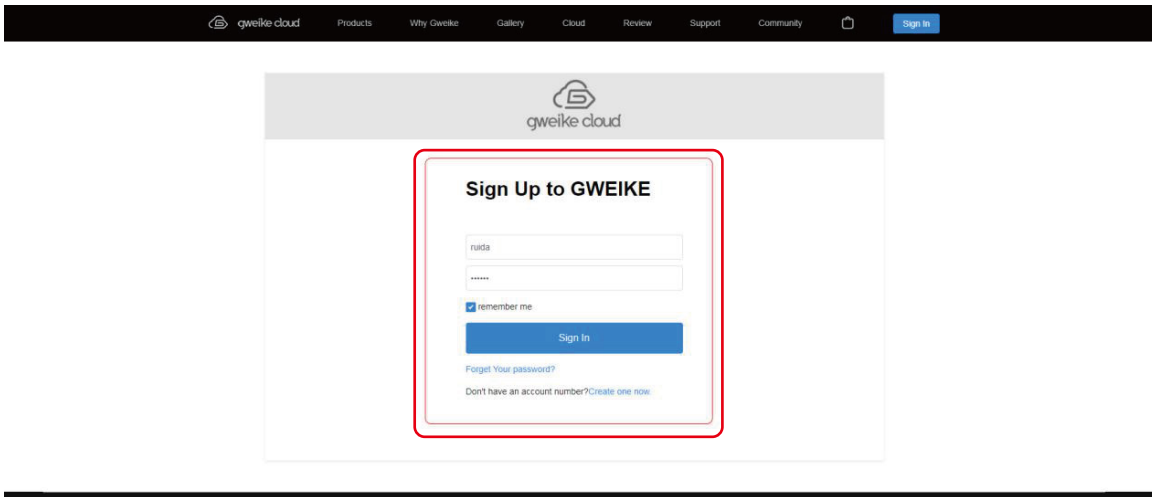 gweike cloud Products Why Gweike Gallery Cloud Review Support Community Sign In
gweike cloud
Sign Up to GWEIKE
ruida
······
remember me
Sign In
Forget Your password?
Don't have an account number?Create one now.